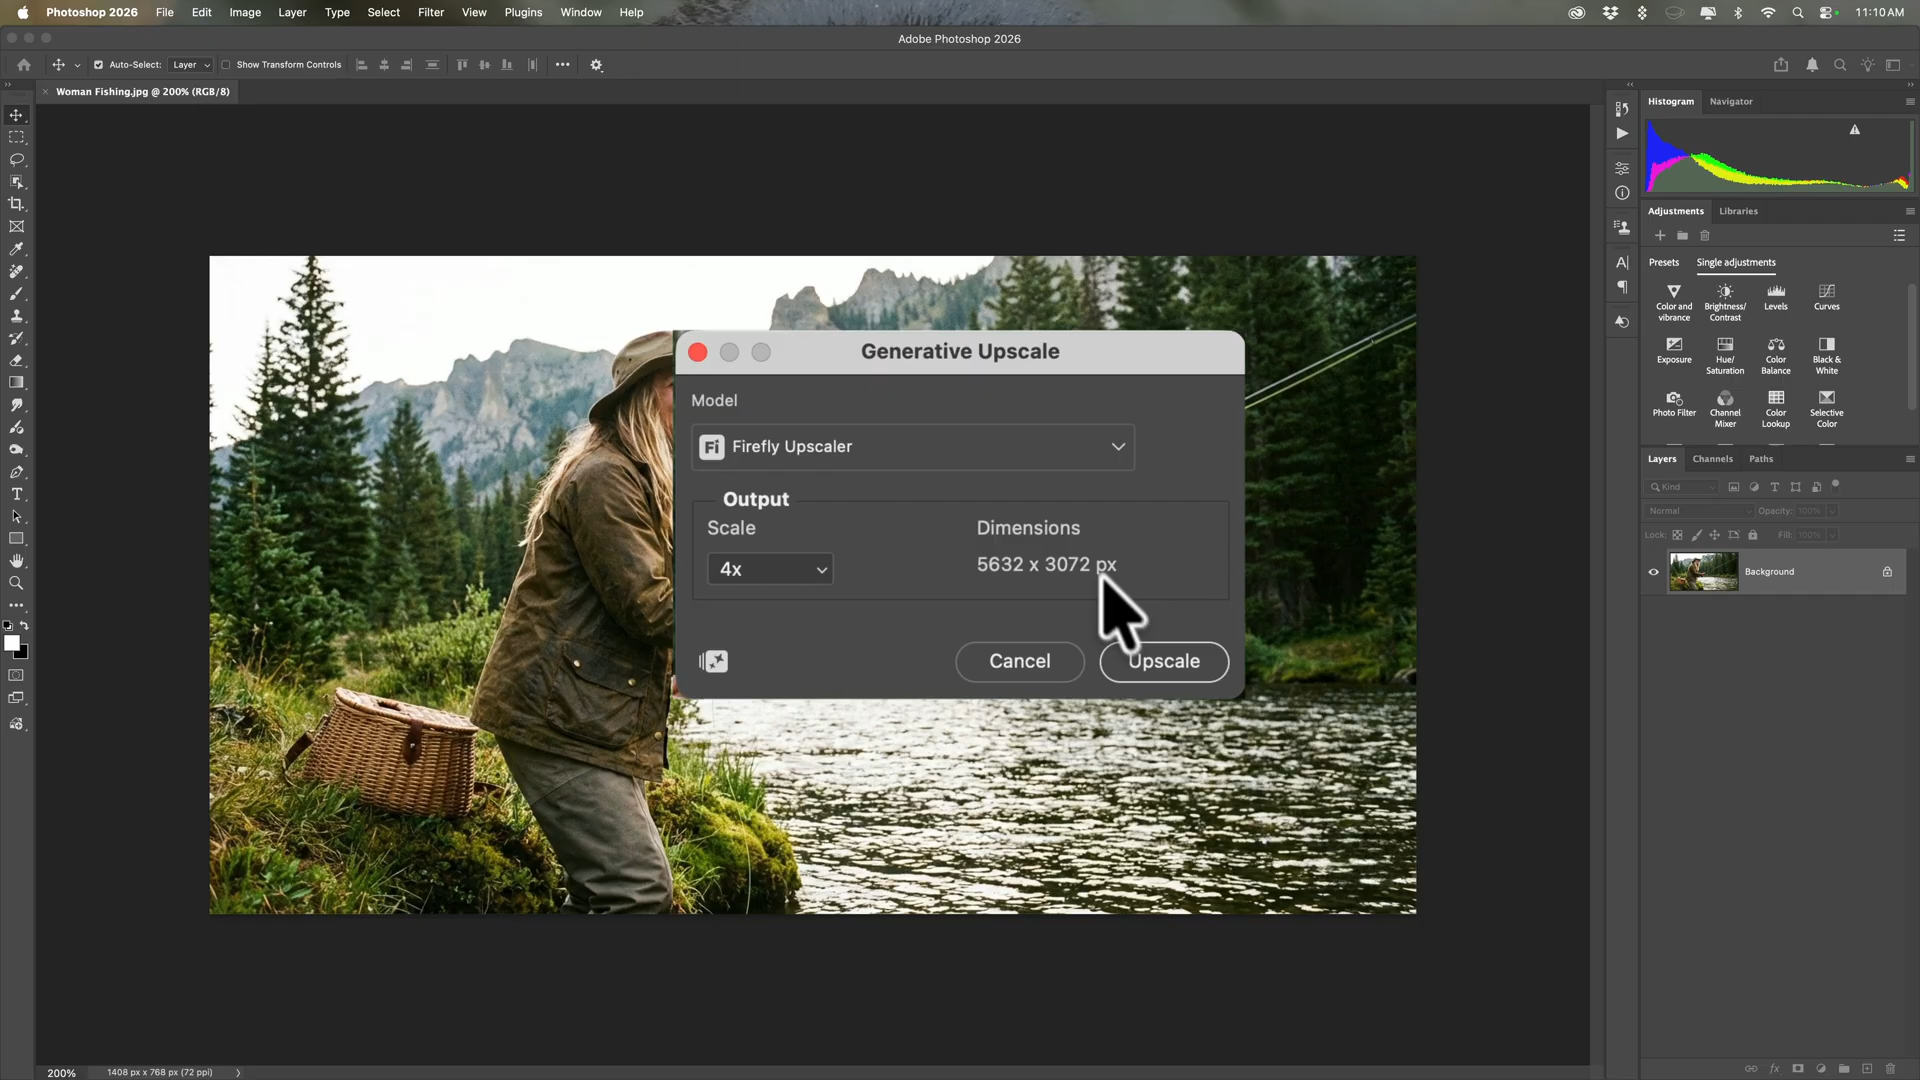 Photoshop 2026 File Edit Image Layer Type Select Filter View Plugins Window Help 11:10 AM
Adobe Photoshop 2026
Auto-Select: Layer Show Transform Controls
Woman Fishing.jpg @ 200% (RGB/8)
Histogram Navigator
Adjustments Libraries
Presets Single adjustments
Color and vibrance
Brightness/ Contrast
Levels
Curves
Exposure
Hue/ Saturation
Color Balance
Black & White
Photo Filter
Channel Mixer
Color Lookup
Selective Color
Layers Channels Paths
Kind
Normal Opacity: 100%
Lock: Fill: 100%
Background
Generative Upscale
Model
Fi Firefly Upscaler
Output
Scale Dimensions
4x 5632 x 3072 px
Cancel Upscale
200% 1408 px x 768 px (72 ppi)